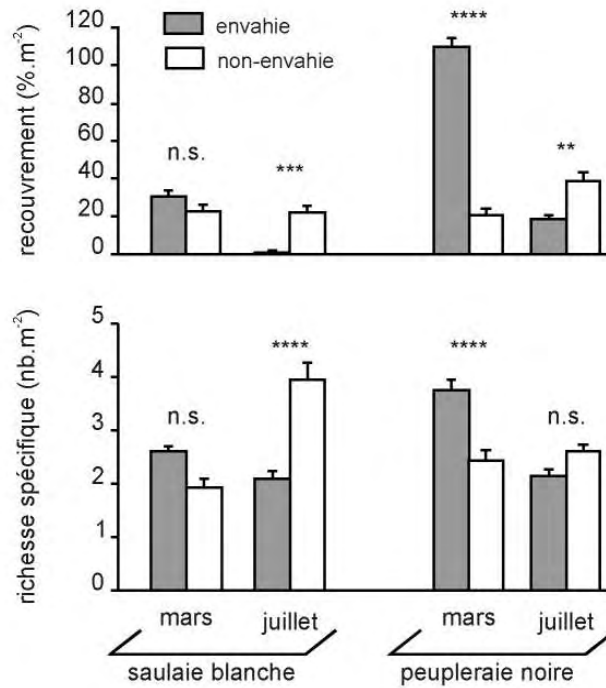 envahie
non-envahie
recouvrement (%.m-2)
120
100
80
60
40
20
0
n.s.
***
****
**
richesse spécifique (nb.m-2)
5
4
3
2
1
0
n.s.
****
****
n.s.
mars
juillet
mars
juillet
saulaie blanche
peupleraie noire